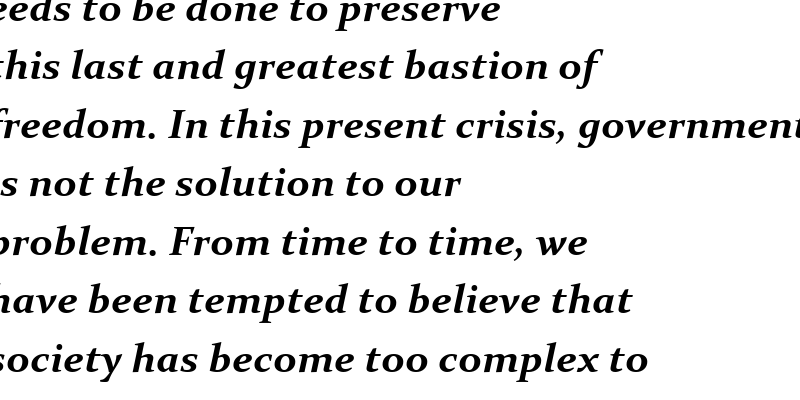 eeds to be done to preserve
this last and greatest bastion of
freedom. In this present crisis, government
s not the solution to our
problem. From time to time, we
have been tempted to believe that
society has become too complex to